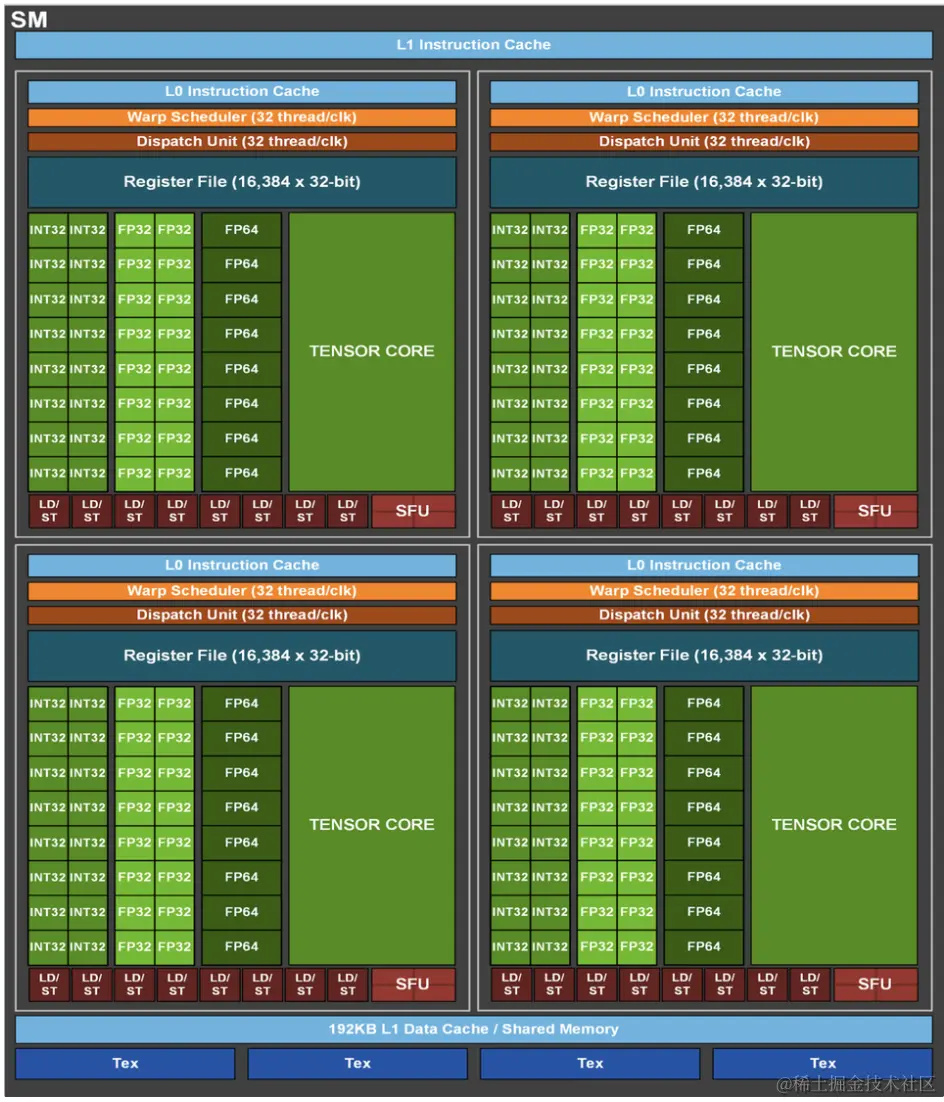 SM
L1 Instruction Cache
L0 Instruction Cache
Warp Scheduler (32 thread/clk)
Dispatch Unit (32 thread/clk)
Register File (16,384 x 32-bit)
INT32 INT32 FP32 FP32 FP64
INT32 INT32 FP32 FP32 FP64
INT32 INT32 FP32 FP32 FP64
INT32 INT32 FP32 FP32 FP64
TENSOR CORE
INT32 INT32 FP32 FP32 FP64
INT32 INT32 FP32 FP32 FP64
INT32 INT32 FP32 FP32 FP64
INT32 INT32 FP32 FP32 FP64
LD/ LD/ LD/ LD/ LD/ LD/ LD/ LD/
ST ST ST ST ST ST ST ST
SFU
L0 Instruction Cache
Warp Scheduler (32 thread/clk)
Dispatch Unit (32 thread/clk)
Register File (16,384 x 32-bit)
INT32 INT32 FP32 FP32 FP64
INT32 INT32 FP32 FP32 FP64
INT32 INT32 FP32 FP32 FP64
INT32 INT32 FP32 FP32 FP64
TENSOR CORE
INT32 INT32 FP32 FP32 FP64
INT32 INT32 FP32 FP32 FP64
INT32 INT32 FP32 FP32 FP64
INT32 INT32 FP32 FP32 FP64
LD/ LD/ LD/ LD/ LD/ LD/ LD/ LD/
ST ST ST ST ST ST ST ST
SFU
L0 Instruction Cache
Warp Scheduler (32 thread/clk)
Dispatch Unit (32 thread/clk)
Register File (16,384 x 32-bit)
INT32 INT32 FP32 FP32 FP64
INT32 INT32 FP32 FP32 FP64
INT32 INT32 FP32 FP32 FP64
INT32 INT32 FP32 FP32 FP64
TENSOR CORE
INT32 INT32 FP32 FP32 FP64
INT32 INT32 FP32 FP32 FP64
INT32 INT32 FP32 FP32 FP64
INT32 INT32 FP32 FP32 FP64
LD/ LD/ LD/ LD/ LD/ LD/ LD/ LD/
ST ST ST ST ST ST ST ST
SFU
L0 Instruction Cache
Warp Scheduler (32 thread/clk)
Dispatch Unit (32 thread/clk)
Register File (16,384 x 32-bit)
INT32 INT32 FP32 FP32 FP64
INT32 INT32 FP32 FP32 FP64
INT32 INT32 FP32 FP32 FP64
INT32 INT32 FP32 FP32 FP64
TENSOR CORE
INT32 INT32 FP32 FP32 FP64
INT32 INT32 FP32 FP32 FP64
INT32 INT32 FP32 FP32 FP64
INT32 INT32 FP32 FP32 FP64
LD/ LD/ LD/ LD/ LD/ LD/ LD/ LD/
ST ST ST ST ST ST ST ST
SFU
192KB L1 Data Cache / Shared Memory
Tex Tex Tex Tex
@稀土掘金技术社区